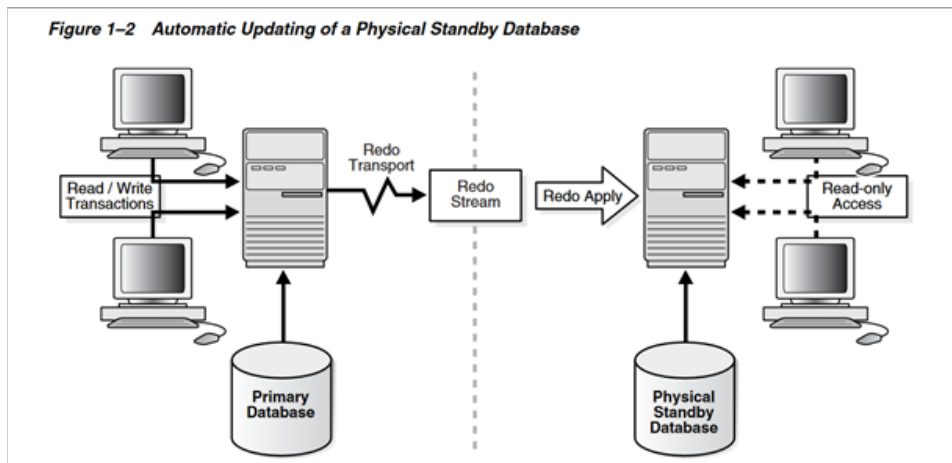 Figure 1–2 Automatic Updating of a Physical Standby Database
Read / Write
Transactions
Redo
Transport
Redo
Stream
Redo Apply
Read-only
Access
Primary
Database
Physical
Standby
Database